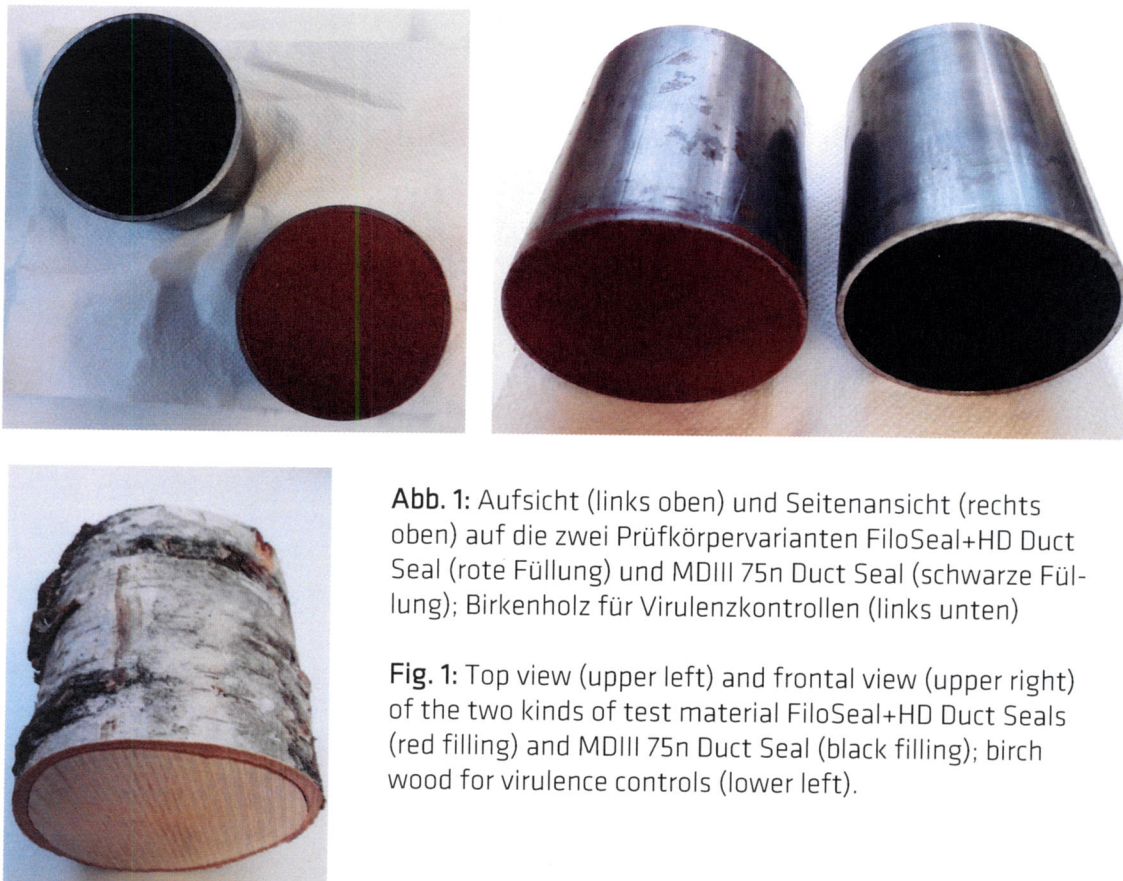 Abb. 1: Aufsicht (links oben) und Seitenansicht (rechts
oben) auf die zwei Prüfkörpervarianten FiloSeal+HD Duct
Seal (rote Füllung) und MDIII 75n Duct Seal (schwarze Fül-
lung); Birkenholz für Virulenzkontrollen (links unten)
Fig. 1: Top view (upper left) and frontal view (upper right)
of the two kinds of test material FiloSeal+HD Duct Seals
(red filling) and MDIII 75n Duct Seal (black filling); birch
wood for virulence controls (lower left).